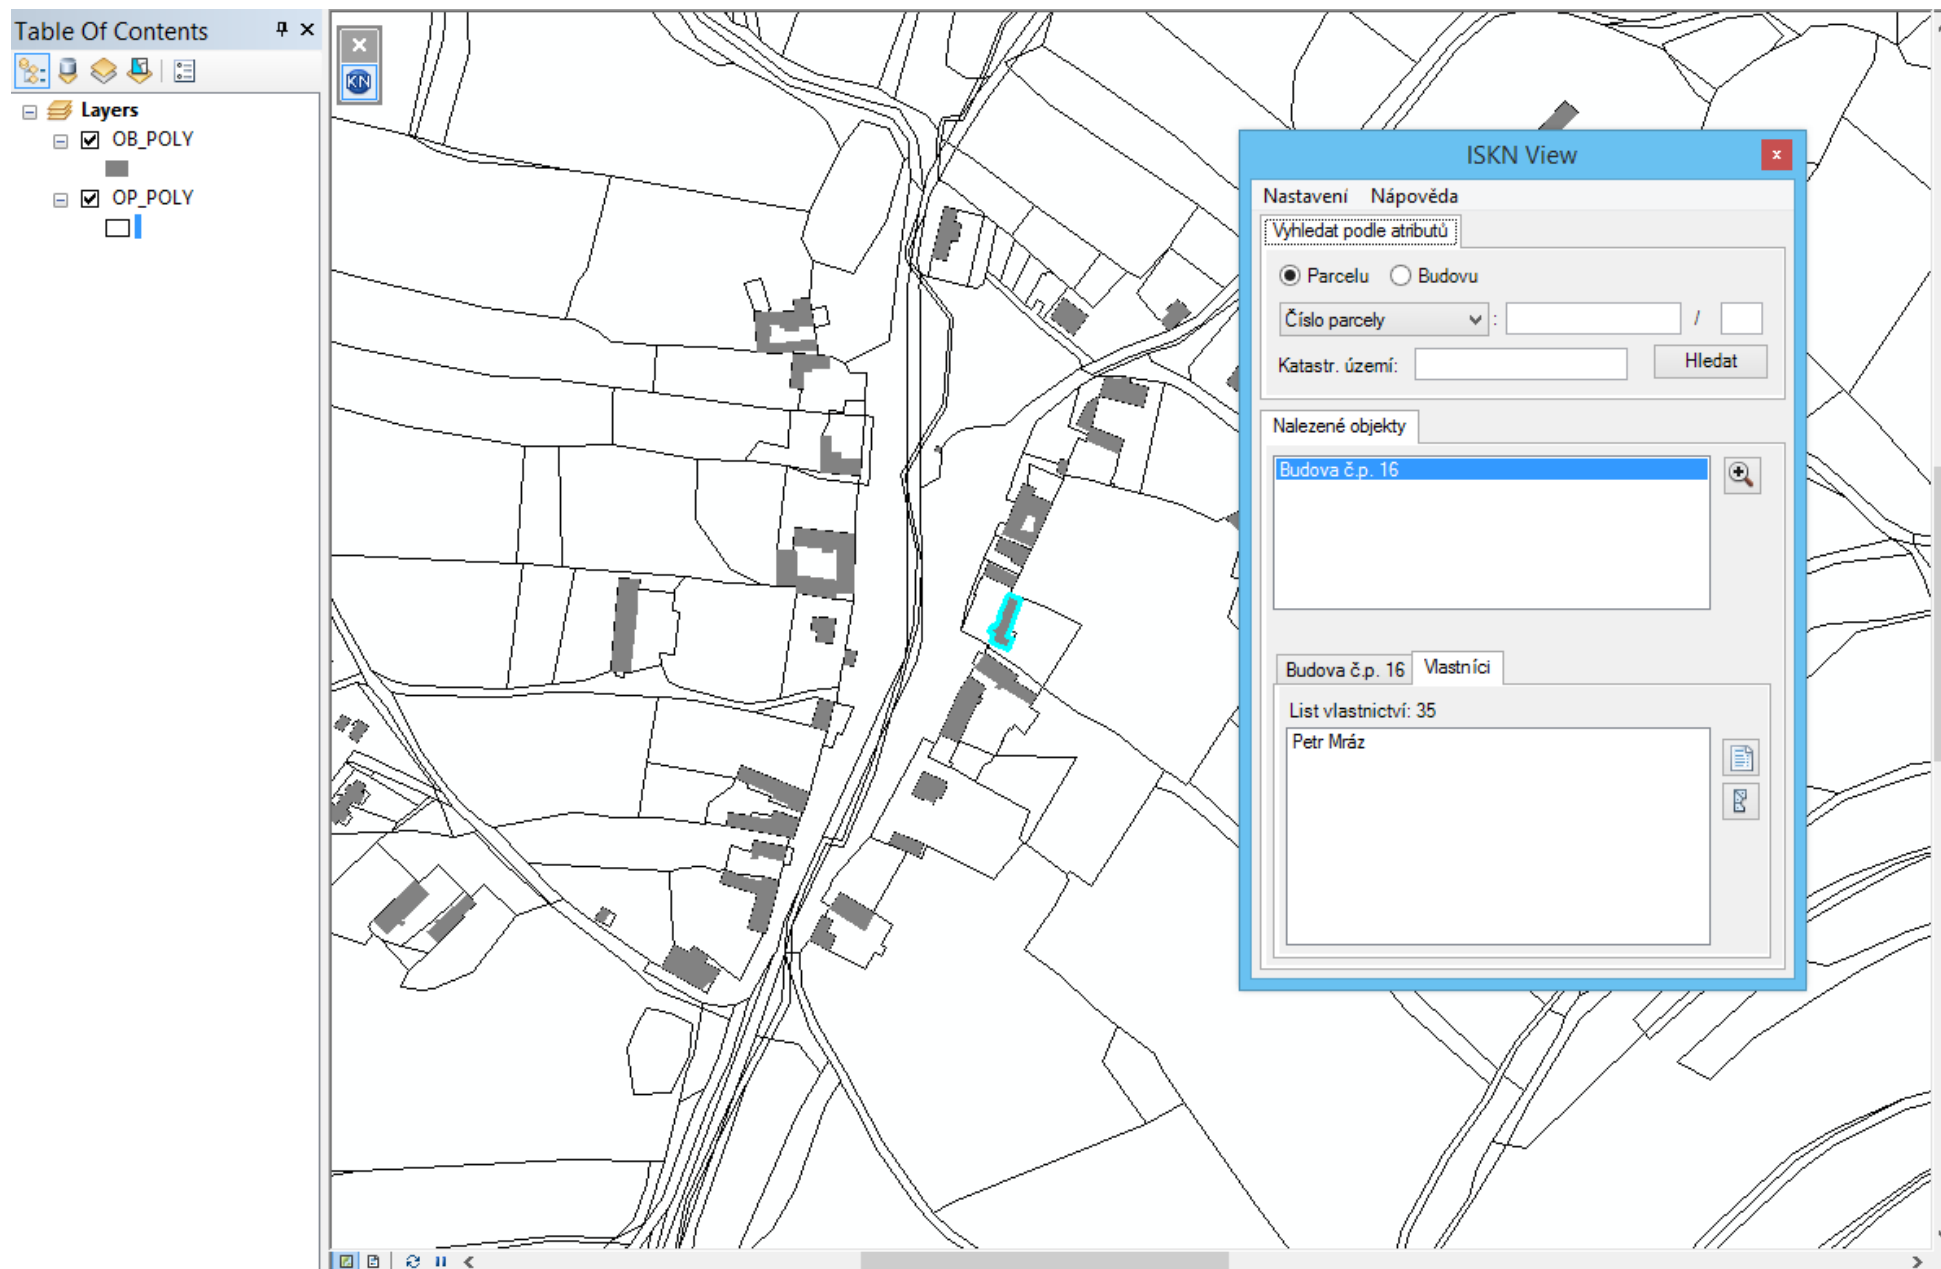 Table Of Contents
Layers
OB_POLY
OP_POLY
KN
ISKN View
Nastavení Nápověda
Vyhledat podle atributů
Parcelu Budovu
Číslo parcely : /
Katastr. území: Hledat
Nalezené objekty
Budova č.p. 16
Budova č.p. 16 Vlastníci
List vlastnictví: 35
Petr Mráz